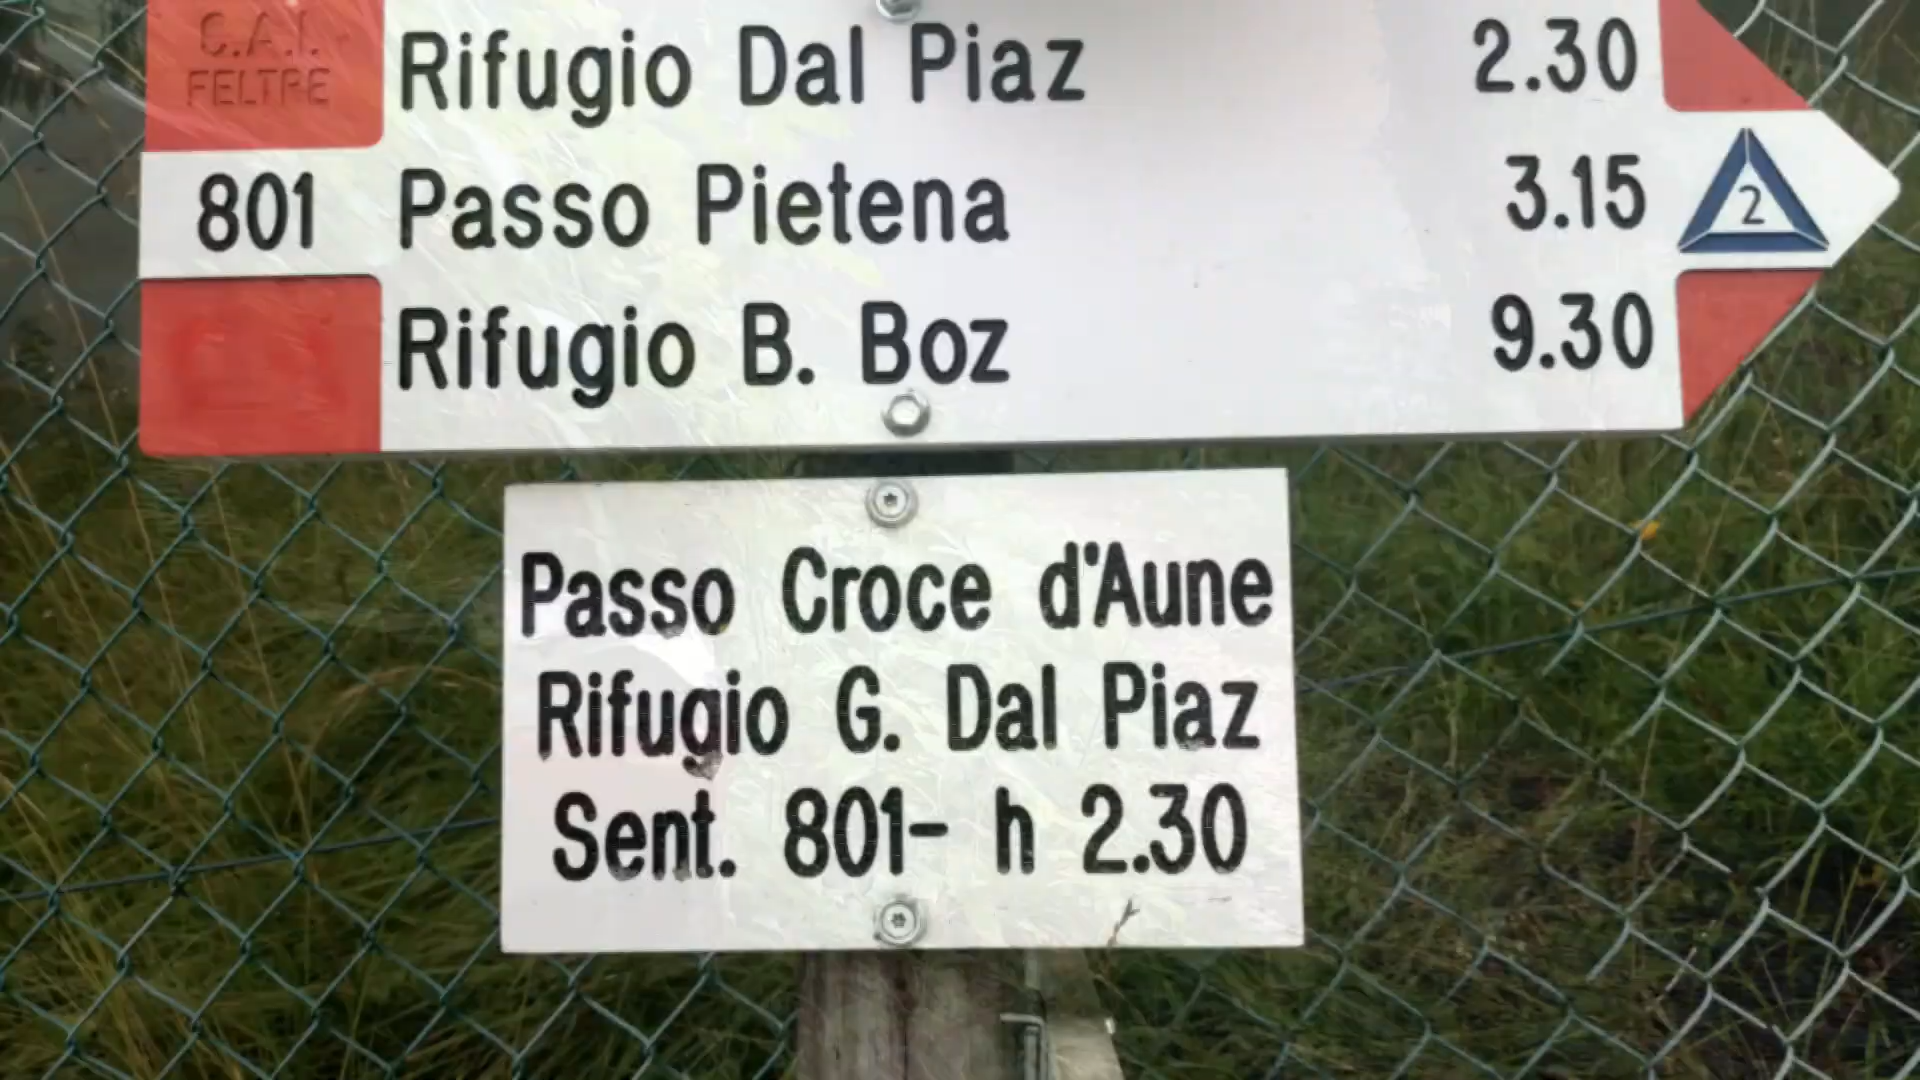 C.A.I.
FELTRE
Rifugio Dal Piaz 2.30
801 Passo Pietena 3.15 2
Rifugio B. Boz 9.30
Passo Croce d'Aune
Rifugio G. Dal Piaz
Sent. 801- h 2.30